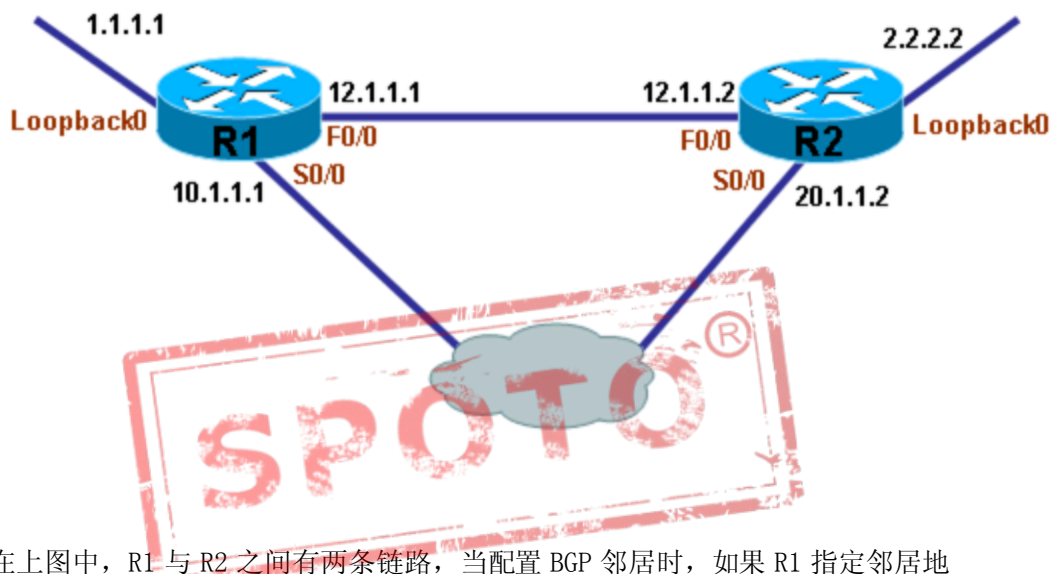 1.1.1.1
2.2.2.2
12.1.1.1
12.1.1.2
Loopback0
R1
F0/0
F0/0
R2
Loopback0
S0/0
S0/0
10.1.1.1
20.1.1.2
SPOTO
®
在上图中，R1 与 R2 之间有两条链路，当配置 BGP 邻居时，如果 R1 指定邻居地